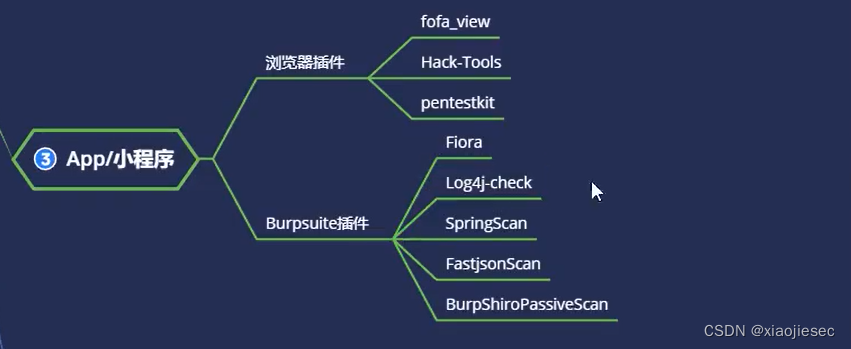 fofa_view
浏览器插件
Hack-Tools
pentestkit
3 App/小程序
Fiora
Log4j-check
Burpsuite插件
SpringScan
FastjsonScan
BurpShiroPassiveScan
CSDN @xiaojiesec